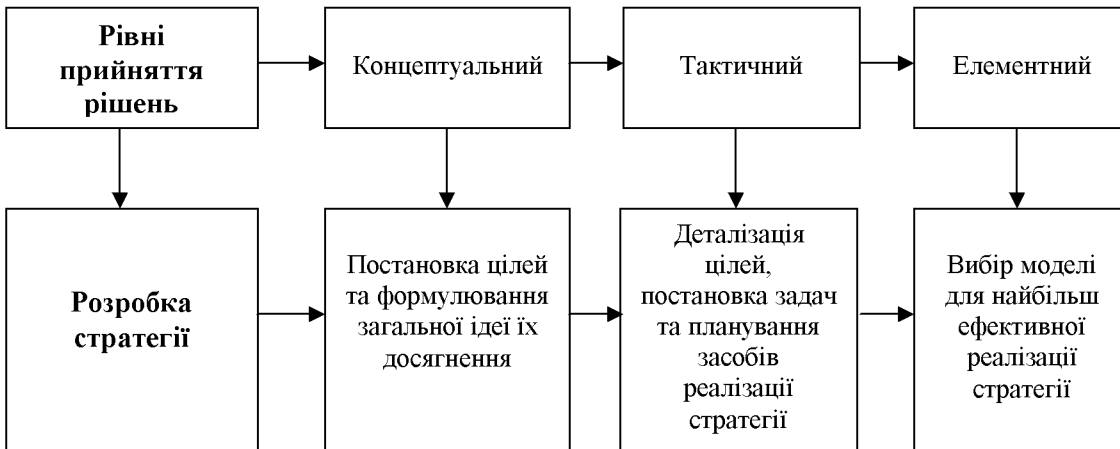 Рівні
прийняття
рішень
Концептуальний
Тактичний
Елементний
Розробка
стратегії
Постановка цілей
та формулювання
загальної ідеї їх
досягнення
Деталізація
цілей,
постановка задач
та планування
засобів
реалізації
стратегії
Вибір моделі
для найбільш
ефективної
реалізації
стратегії